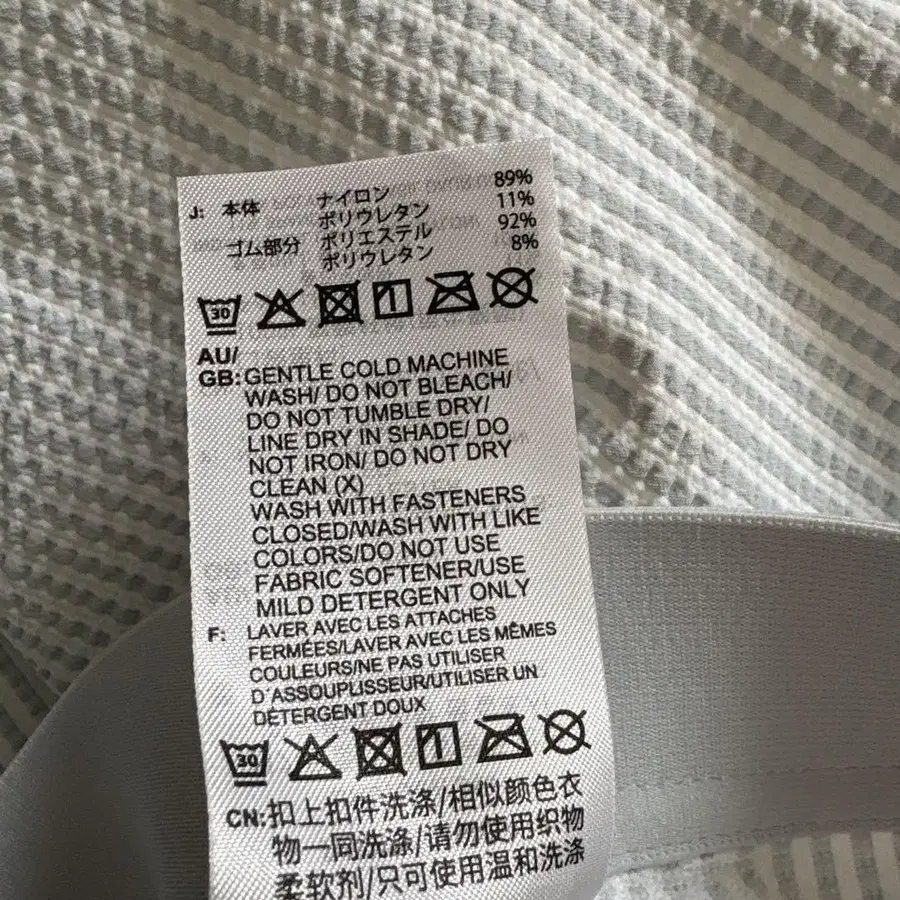 J: 本体 ナイロン 89%
ポリウレタン 11%
ゴム部分 ポリエステル 92%
ポリウレタン 8%
30
AU/
GB: GENTLE COLD MACHINE
WASH/ DO NOT BLEACH/
DO NOT TUMBLE DRY/
LINE DRY IN SHADE/ DO
NOT IRON/ DO NOT DRY
CLEAN (X)
WASH WITH FASTENERS
CLOSED/WASH WITH LIKE
COLORS/DO NOT USE
FABRIC SOFTENER/USE
MILD DETERGENT ONLY
F: LAVER AVEC LES ATTACHES
FERMÉES/LAVER AVEC LES MÊMES
COULEURS/NE PAS UTILISER
D'ASSOUPLISSEUR/UTILISER UN
DÉTERGENT DOUX
30
CN:扣上扣件洗涤/相似颜色衣
物一同洗涤/请勿使用织物
柔软剂/只可使用温和洗涤